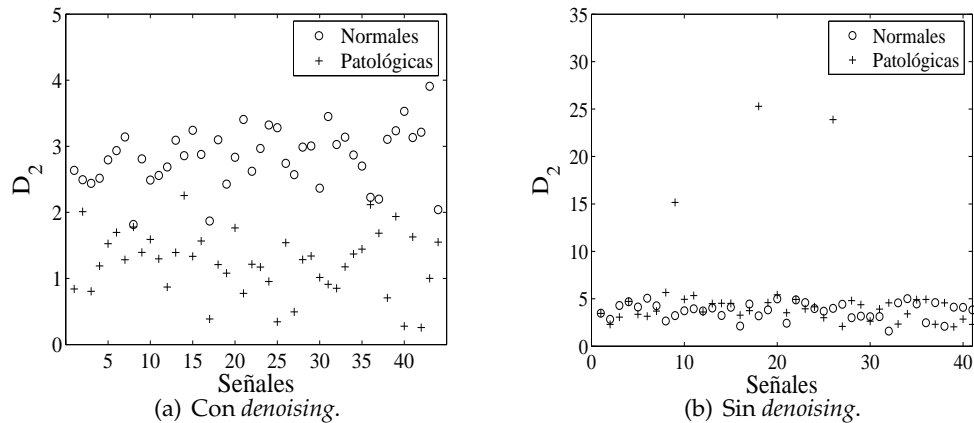 5
4
3
2
1
0
D2
5 10 15 20 25 30 35 40
Señales
○ Normales
+ Patológicas
(a) Con denoising.
35
30
25
20
15
10
5
0
D2
0 10 20 30 40
Señales
○ Normales
+ Patológicas
(b) Sin denoising.